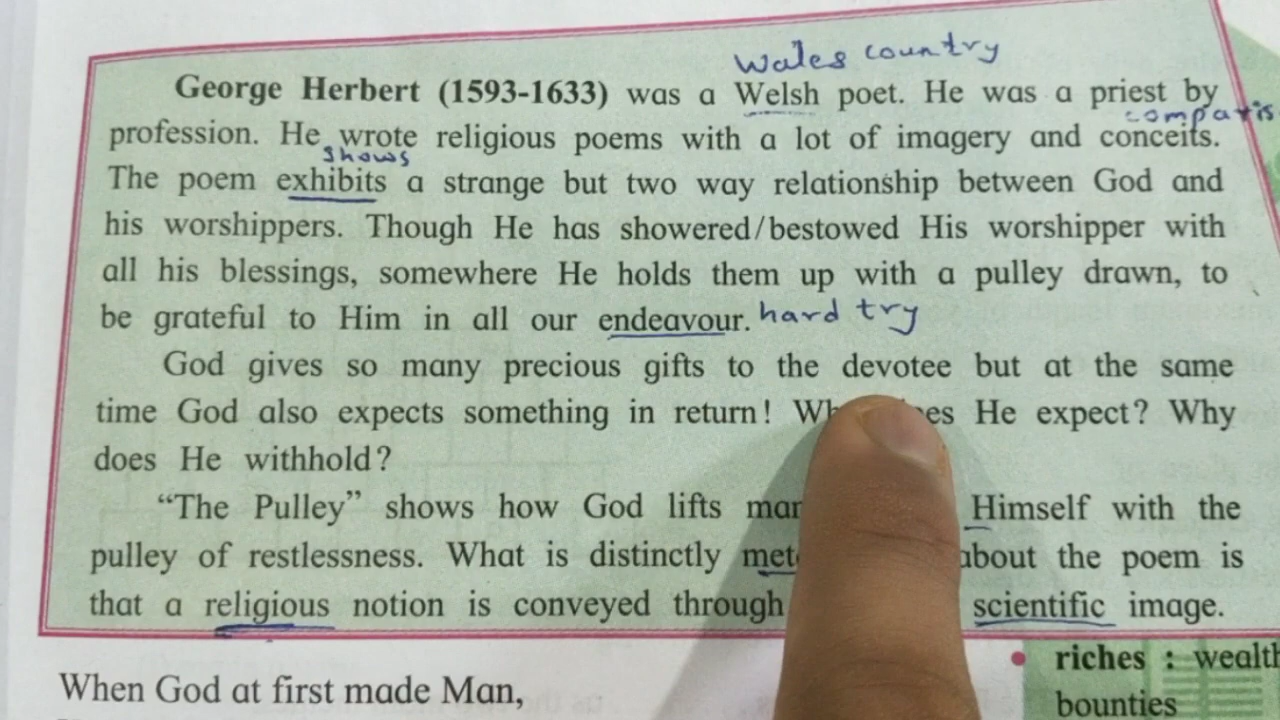 Wales country
George Herbert (1593-1633) was a Welsh poet. He was a priest by
comparis
profession. He wrote religious poems with a lot of imagery and conceits.
shows
The poem exhibits a strange but two way relationship between God and
his worshippers. Though He has showered/bestowed His worshipper with
all his blessings, somewhere He holds them up with a pulley drawn, to
be grateful to Him in all our endeavour. hard try
God gives so many precious gifts to the devotee but at the same
time God also expects something in return! He expect? Why
does He withhold?
"The Pulley" shows how God lifts Himself with the
pulley of restlessness. What is distinctly about the poem is
that a religious notion is conveyed through scientific image.
When God at first made Man,
• riches : wealth
bounties